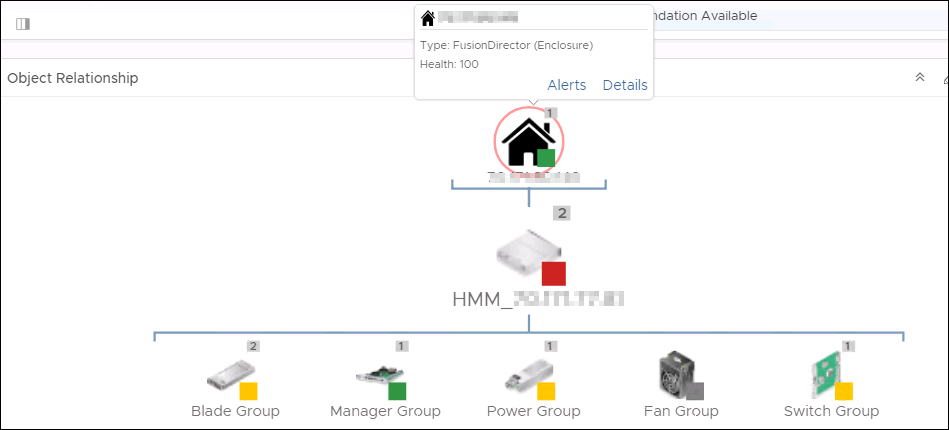 ndation Available
Type: FusionDirector (Enclosure)
Health: 100
Alerts Details
Object Relationship
1
2
HMM_
2 1 1 1
Blade Group Manager Group Power Group Fan Group Switch Group